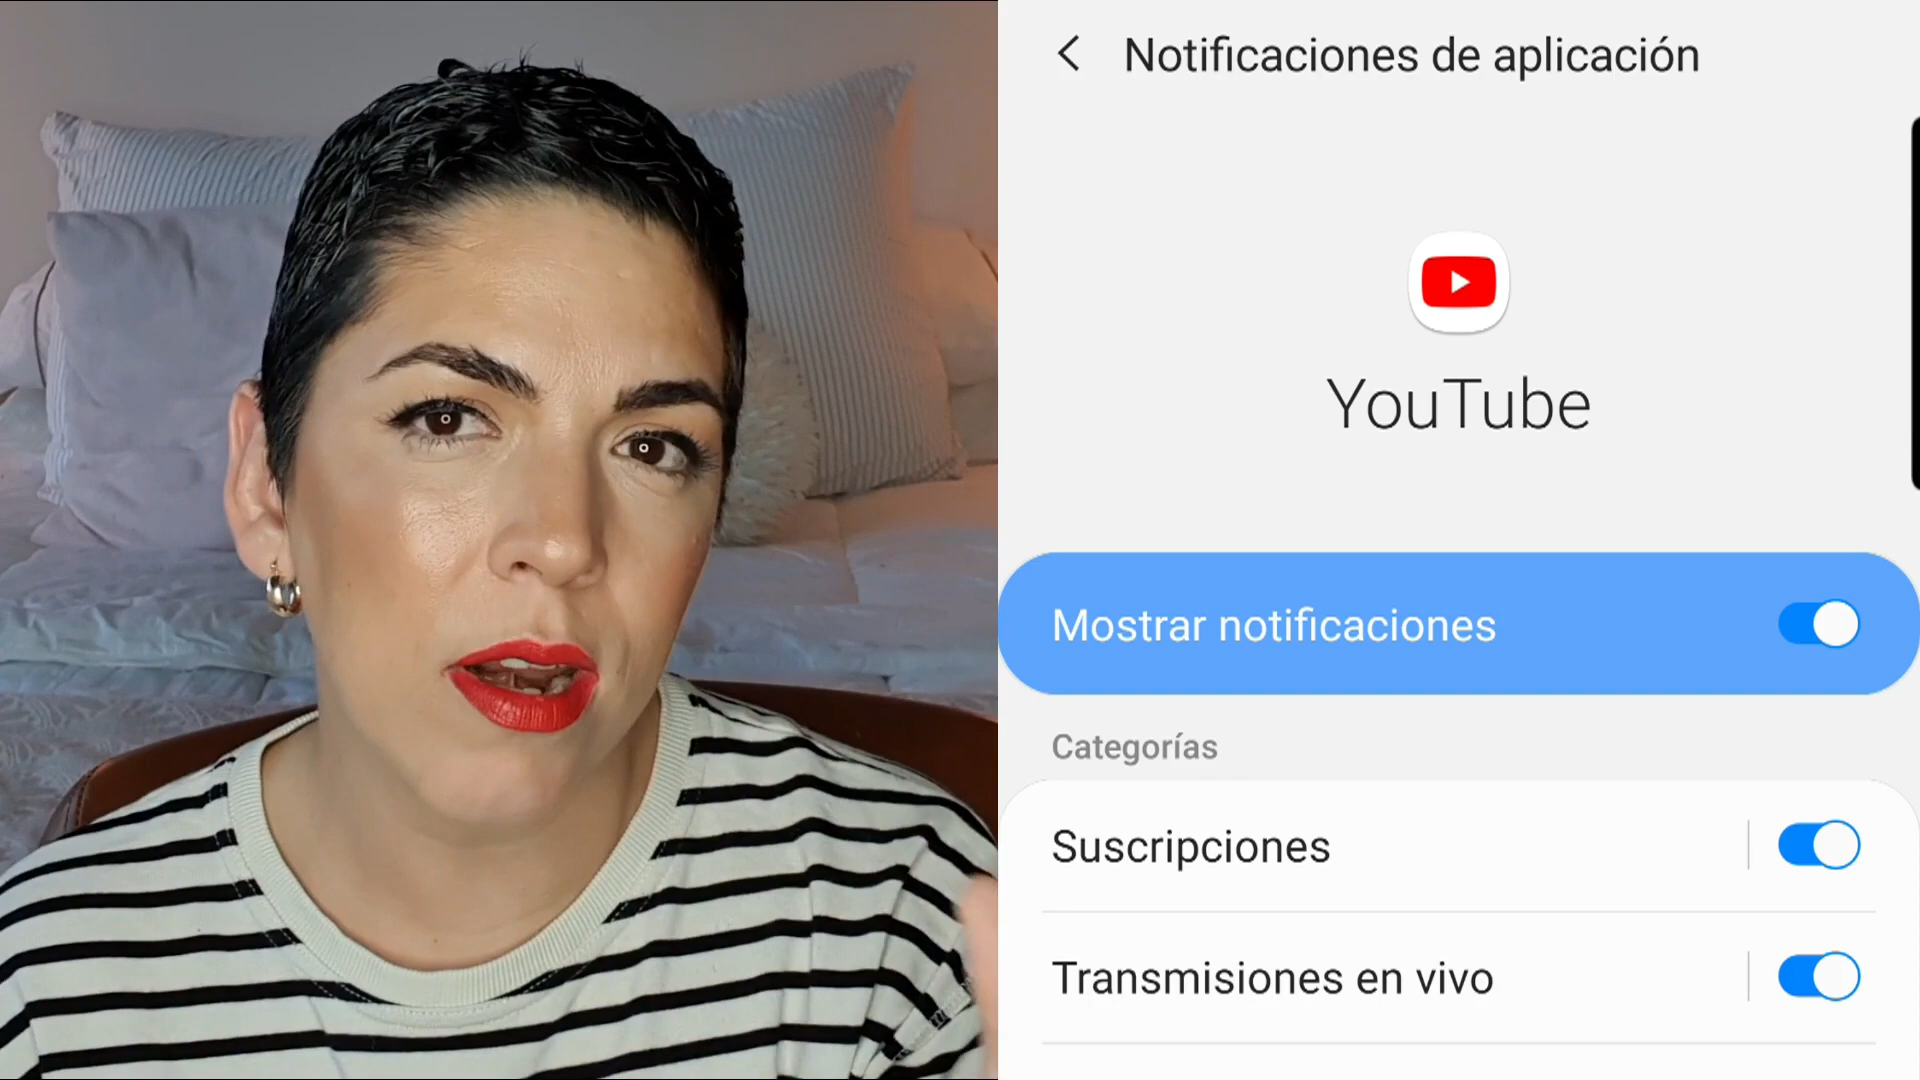 Notificaciones de aplicación
YouTube
Mostrar notificaciones
Categorías
Suscripciones
Transmisiones en vivo